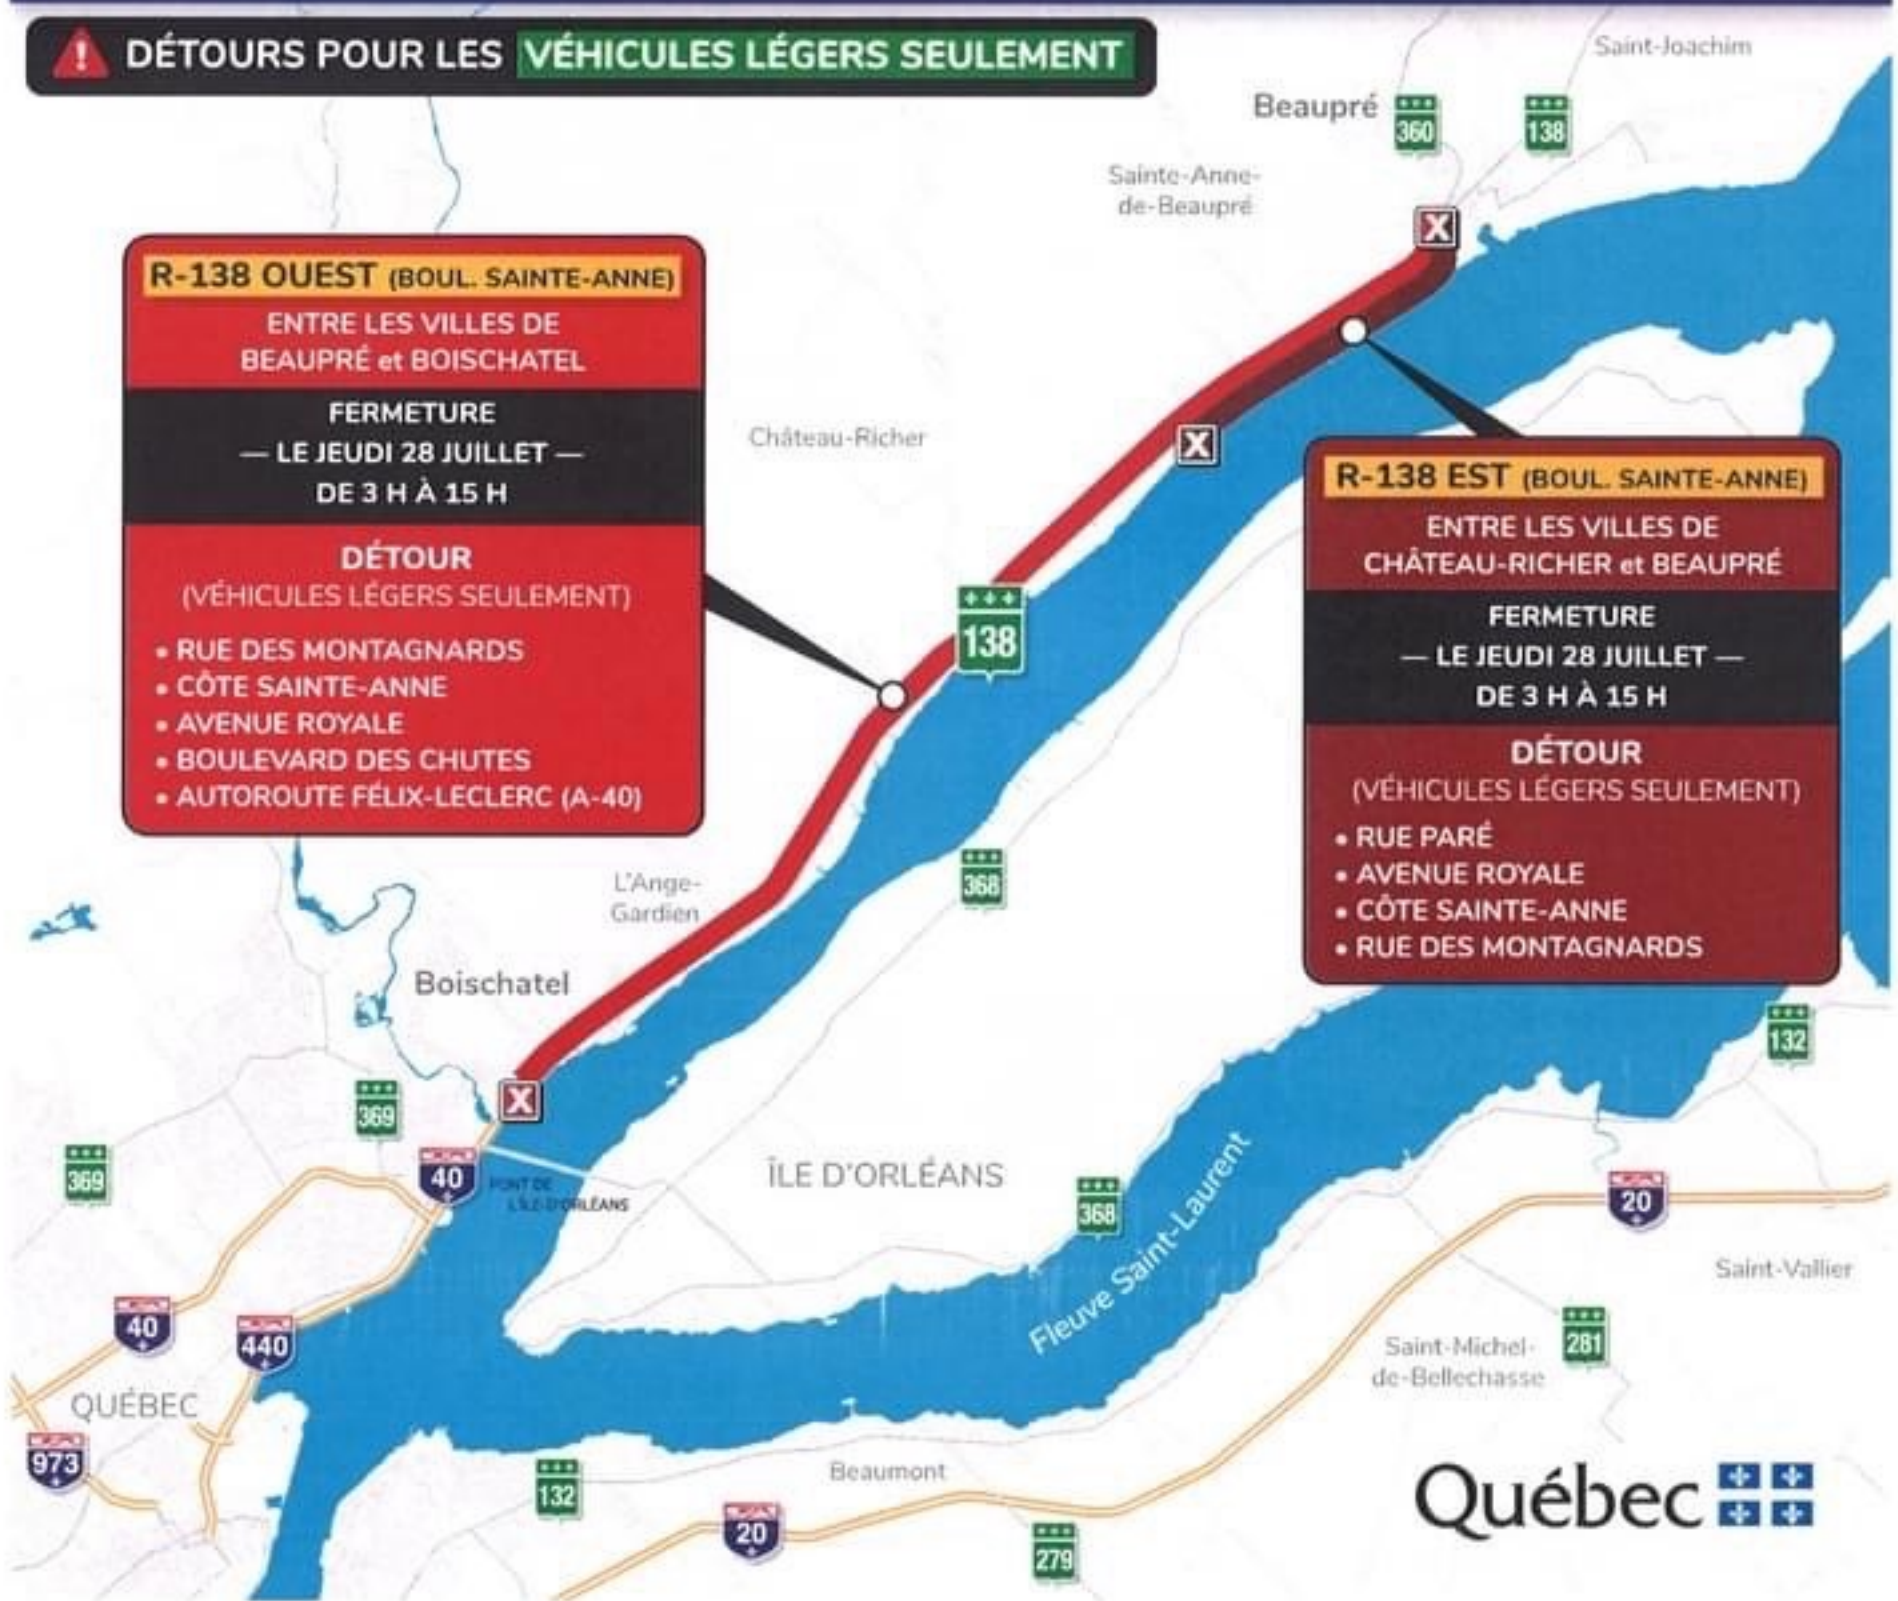 DÉTOURS POUR LES VÉHICULES LÉGERS SEULEMENT
Saint-Joachim
Beaupré
360
138
Sainte-Anne-
de-Beaupré
X
R-138 OUEST (BOUL. SAINTE-ANNE)
ENTRE LES VILLES DE
BEAUPRÉ et BOISCHATEL
FERMETURE
— LE JEUDI 28 JUILLET —
DE 3 H À 15 H
DÉTOUR
(VÉHICULES LÉGERS SEULEMENT)
• RUE DES MONTAGNARDS
• CÔTE SAINTE-ANNE
• AVENUE ROYALE
• BOULEVARD DES CHUTES
• AUTOROUTE FÉLIX-LECLERC (A-40)
Château-Richer
X
138
R-138 EST (BOUL. SAINTE-ANNE)
ENTRE LES VILLES DE
CHÂTEAU-RICHER et BEAUPRÉ
FERMETURE
— LE JEUDI 28 JUILLET —
DE 3 H À 15 H
DÉTOUR
(VÉHICULES LÉGERS SEULEMENT)
• RUE PARÉ
• AVENUE ROYALE
• CÔTE SAINTE-ANNE
• RUE DES MONTAGNARDS
368
L'Ange-
Gardien
Boischatel
132
X
369
369
40
PONT DE
L'ÎLE-D'ORLÉANS
ÎLE D'ORLÉANS
368
Fleuve Saint-Laurent
20
Saint-Vallier
40
440
281
Saint-Michel-
de-Bellechasse
QUÉBEC
973
Beaumont
132
20
279
Québec